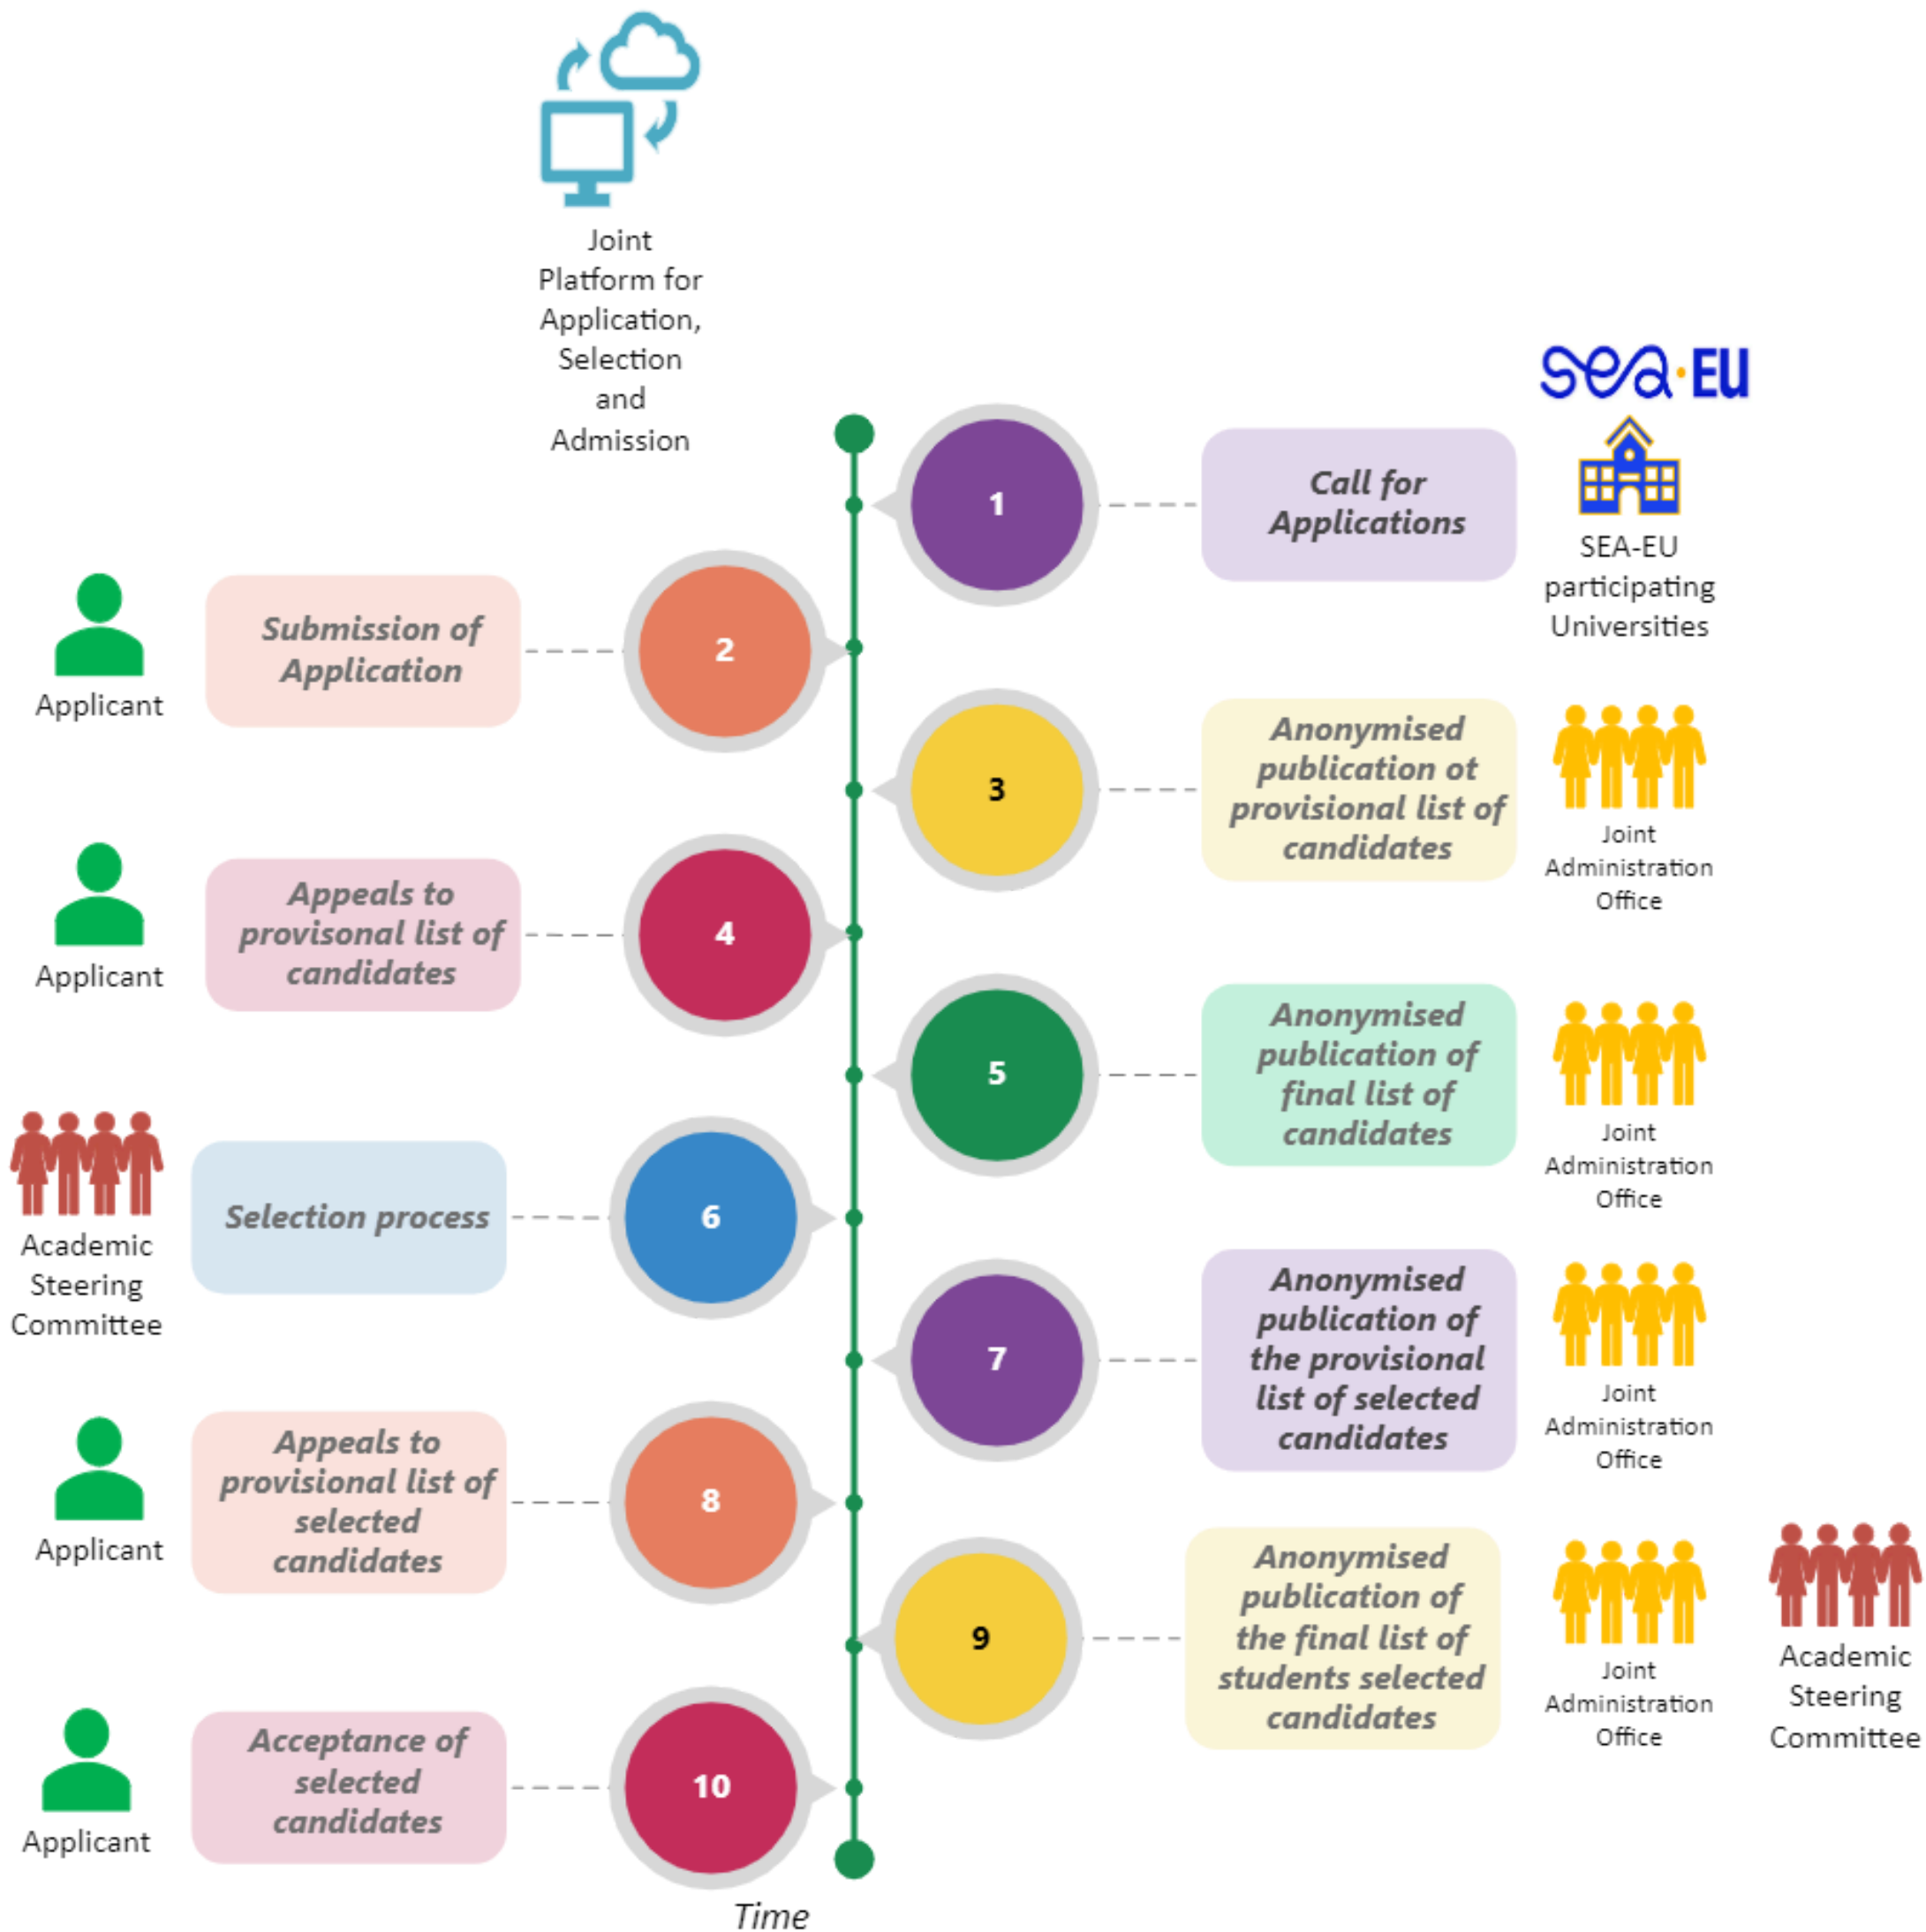 Joint
Platform for
Application,
Selection
and
Admission
sea·EU
1
Call for
Applications
SEA-EU
participating
Universities
Applicant
Submission of
Application
2
3
Anonymised
publication ot
provisional list of
candidates
Joint
Administration
Office
Applicant
Appeals to
provisonal list of
candidates
4
5
Anonymised
publication of
final list of
candidates
Joint
Administration
Office
Academic
Steering
Committee
Selection process
6
7
Anonymised
publication of
the provisional
list of selected
candidates
Joint
Administration
Office
Applicant
Appeals to
provisional list of
selected
candidates
8
9
Anonymised
publication of
the final list of
students selected
candidates
Joint
Administration
Office
Academic
Steering
Committee
Applicant
Acceptance of
selected
candidates
10
Time